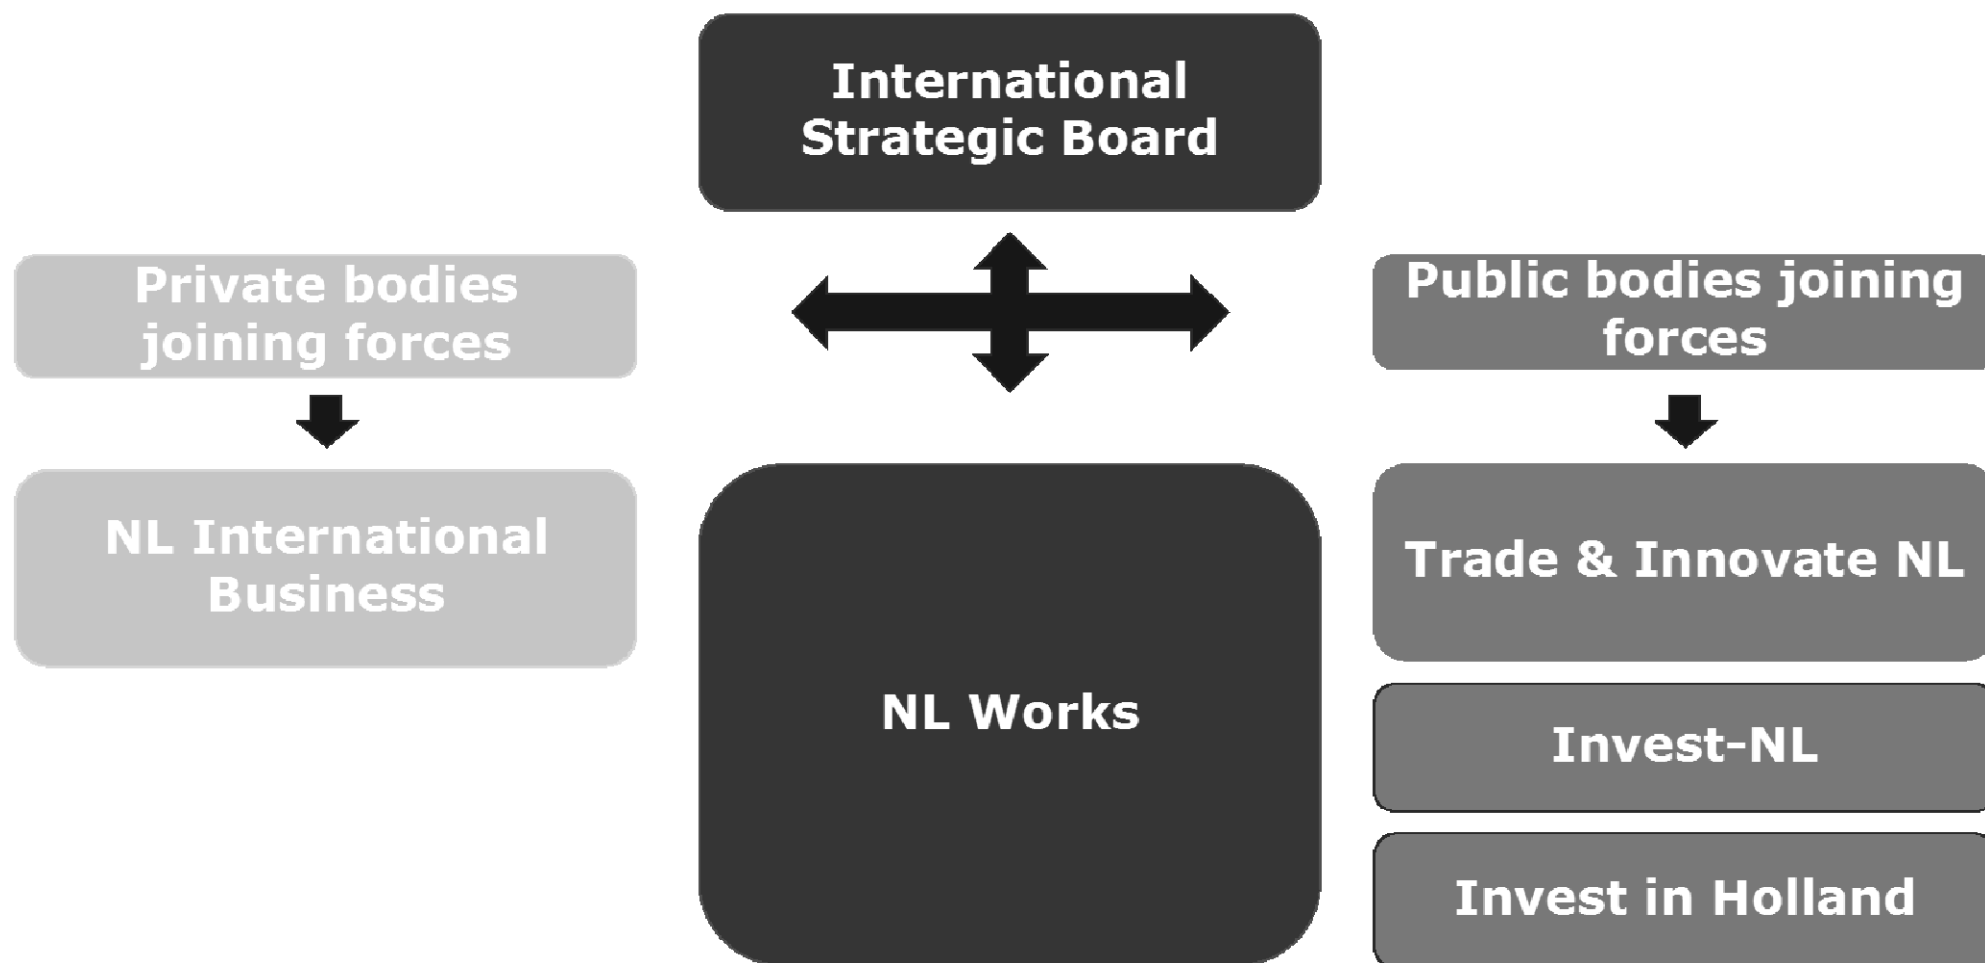 International
Strategic Board
Private bodies
joining forces
Public bodies joining
forces
NL International
Business
NL Works
Trade & Innovate NL
Invest-NL
Invest in Holland